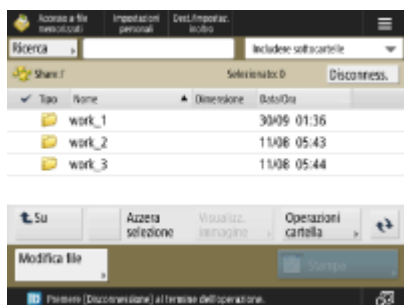 Accesso a file memorizzati
Impostazioni personali
Dest./Impostaz. inoltro
Ricerca
Includere sottocartelle
Share:/
Selezionato: 0
Disconness.
Tipo Nome Dimensione Data/Ora
work_1 30/09 01:36
work_2 11/08 05:43
work_3 11/08 05:44
Su
Azzera selezione
Visualizz. immagine
Operazioni cartella
Modifica file
Stampa
Premere [Disconnessione] al termine dell'operazione.